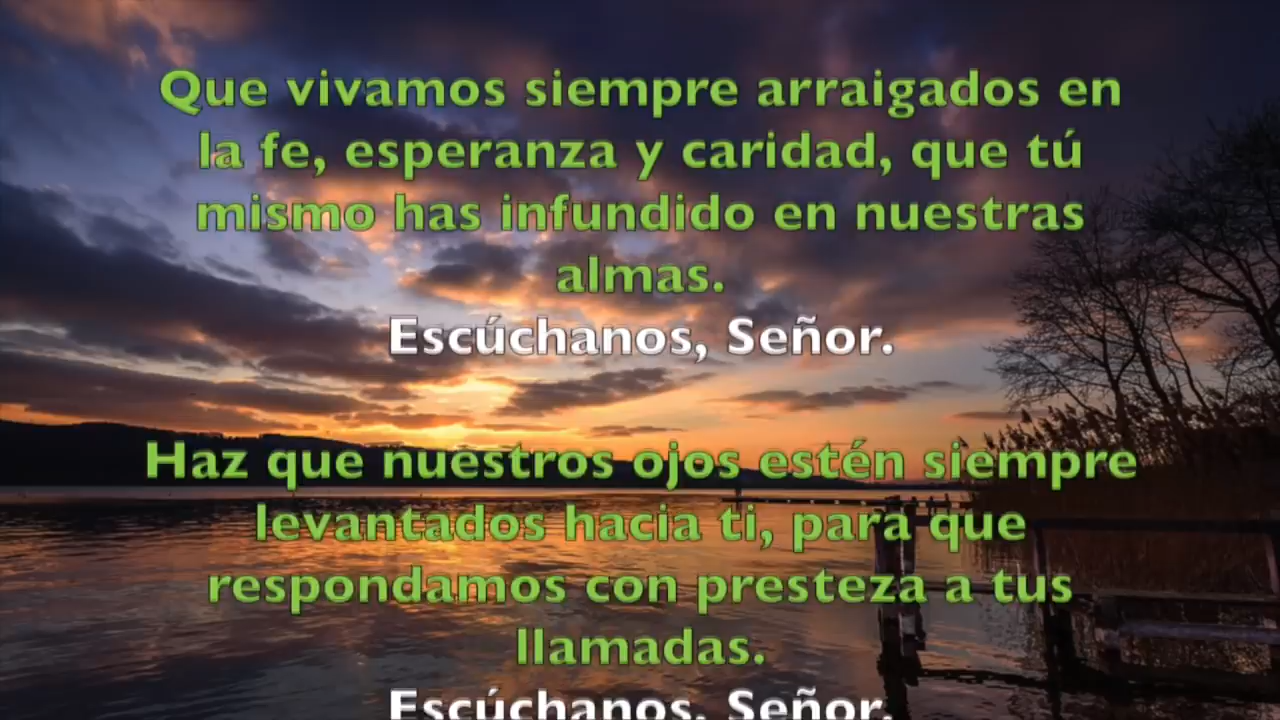 Que vivamos siempre arraigados en
la fe, esperanza y caridad, que tú
mismo has infundido en nuestras
almas.
Escúchanos, Señor.
Haz que nuestros ojos estén siempre
levantados hacia ti, para que
respondamos con presteza a tus
llamadas.
Escúchanos, Señor.